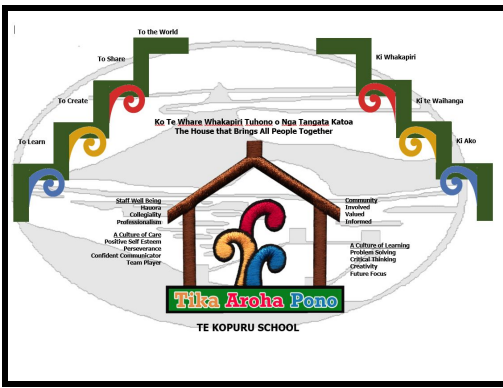 To the World
To Share
To Create
To Learn
Ki Whakapiri
Ki te Waihanga
Ki Ako
Ko Te Whare Whakapiri Tuhono o Nga Tangata Katoa
The House that Brings All People Together
Staff Well Being
Hauora
Collegiality
Professionalism
A Culture of Care
Positive Self Esteem
Perseverance
Confident Communicator
Team Player
Community
Involved
Valued
Informed
A Culture of Learning
Problem Solving
Critical Thinking
Creativity
Future Focus
Tika Aroha Pono
TE KOPURU SCHOOL